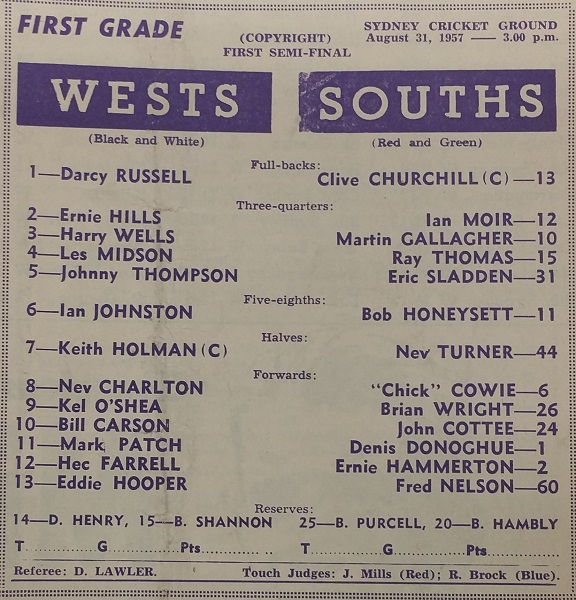 FIRST GRADE
(COPYRIGHT)
FIRST SEMI-FINAL
SYDNEY CRICKET GROUND
August 31, 1957 —— 3.00 p.m.
WESTS
SOUTHS
(Black and White)
(Red and Green)
Full-backs:
1—Darcy RUSSELL
Clive CHURCHILL (C) —13
Three-quarters:
2—Ernie HILLS
Ian MOIR—12
3—Harry WELLS
Martin GALLAGHER—10
4—Les MIDSON
Ray THOMAS—15
5—Johnny THOMPSON
Eric SLADDEN—31
Five-eighths:
6—Ian JOHNSTON
Bob HONEYSETT—11
Halves:
7—Keith HOLMAN (C)
Nev TURNER—44
Forwards:
8—Nev CHARLTON
"Chick" COWIE—6
9—Kel O'SHEA
Brian WRIGHT—26
10—Bill CARSON
John COTTEE—24
11—Mark PATCH
Denis DONOGHUE—1
12—Hec FARRELL
Ernie HAMMERTON—2
13—Eddie HOOPER
Fred NELSON—60
Reserves:
14—D. HENRY, 15—B. SHANNON
25—B. PURCELL, 20—B. HAMBLY
T..............G..............Pts..............
T..............G..............Pts..............
Referee: D. LAWLER.
Touch Judges: J. Mills (Red); R. Brock (Blue).